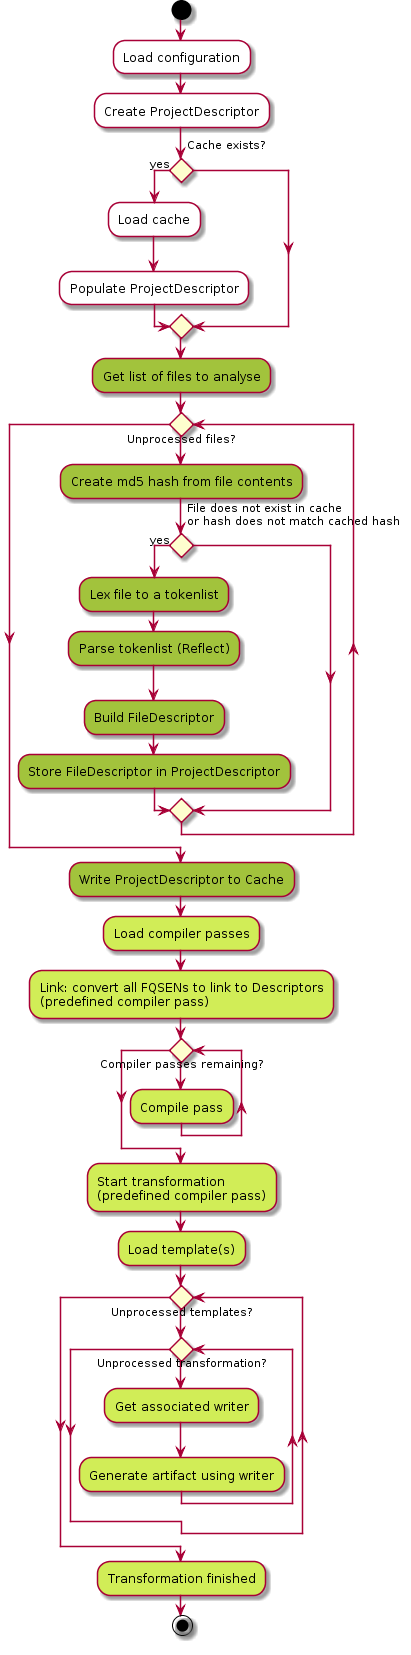 Load configuration
Create ProjectDescriptor
Cache exists?
yes
Load cache
Populate ProjectDescriptor
Get list of files to analyse
Unprocessed files?
Create md5 hash from file contents
File does not exist in cache
or hash does not match cached hash
yes
Lex file to a tokenlist
Parse tokenlist (Reflect)
Build FileDescriptor
Store FileDescriptor in ProjectDescriptor
Write ProjectDescriptor to Cache
Load compiler passes
Link: convert all FQSENs to link to Descriptors
(predefined compiler pass)
Compiler passes remaining?
Compile pass
Start transformation
(predefined compiler pass)
Load template(s)
Unprocessed templates?
Unprocessed transformation?
Get associated writer
Generate artifact using writer
Transformation finished